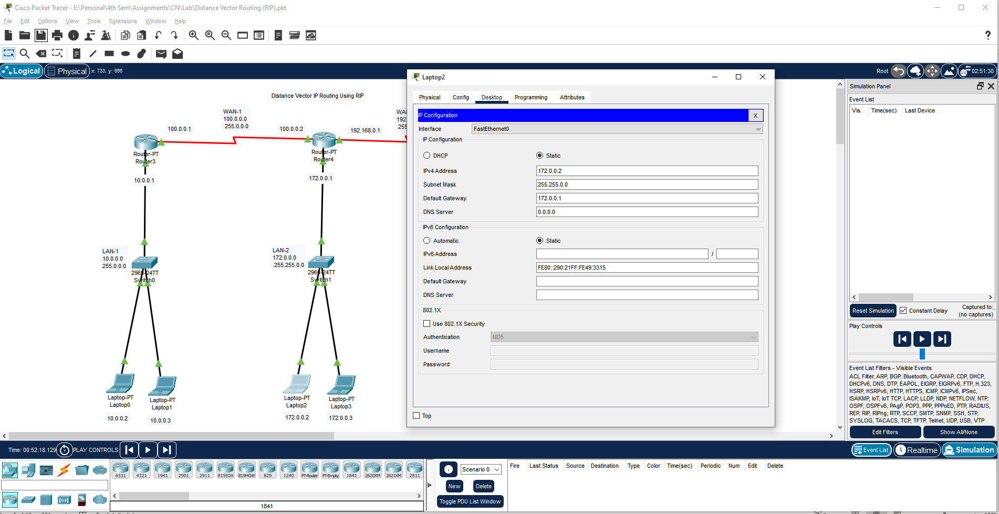 Cisco Packet Tracer - E:\Personal\4th Sem\Assignments\CN\Lab\Distance Vector Routing (RIP).pkt
File Edit Options View Tools Extensions Window Help
?
Logical Physical x: 733, y: 666
Root 02:51:30
Distance Vector IP Routing Using RIP
WAN-1
100.0.0.0
255.0.0.0
100.0.0.1
100.0.0.2
192.168.0.1
WA
192
255
Router-PT
Router3
Router-PT
Router4
10.0.0.1
172.0.0.1
LAN-1
10.0.0.0
255.0.0.0
2960-24TT
Switch0
LAN-2
172.0.0.0
255.255.0.0
2960-24TT
Switch1
Laptop-PT
Laptop0
10.0.0.2
Laptop-PT
Laptop1
10.0.0.3
Laptop-PT
Laptop2
172.0.0.2
Laptop-PT
Laptop3
172.0.0.3
Laptop2
Physical Config Desktop Programming Attributes
IP Configuration X
Interface FastEthernet0
IP Configuration
DHCP Static
IPv4 Address 172.0.0.2
Subnet Mask 255.255.0.0
Default Gateway 172.0.0.1
DNS Server 0.0.0.0
IPv6 Configuration
Automatic Static
IPv6 Address /
Link Local Address FE80::290:21FF:FE49:3315
Default Gateway
DNS Server
802.1X
Use 802.1X Security
Authentication MD5
Username
Password
Top
Simulation Panel
Event List
Vis. Time(sec) Last Device
Reset Simulation Constant Delay Captured to:
(no captures)
Play Controls
Event List Filters - Visible Events
ACL Filter, ARP, BGP, Bluetooth, CAPWAP, CDP, DHCP,
DHCPv6, DNS, DTP, EAPOL, EIGRP, EIGRPv6, FTP, H.323,
HSRP, HSRPv6, HTTP, HTTPS, ICMP, ICMPv6, IPSec,
ISAKMP, IoT, IoT TCP, LACP, LLDP, NDP, NETFLOW, NTP,
OSPF, OSPFv6, PAgP, POP3, PPP, PPPoED, PTP, RADIUS,
REP, RIP, RIPng, RTP, SCCP, SMTP, SNMP, SSH, STP,
SYSLOG, TACACS, TCP, TFTP, Telnet, UDP, USB, VTP
Edit Filters Show All/None
Time: 00:52:18.129 PLAY CONTROLS:
Event List Realtime Simulation
4331 4321 1941 2901 2911 819IOX 819HGW 829 1240 PT-Router PT-Empty 1841 2620XM 2621XM 2811
1841
Scenario 0
New Delete
Toggle PDU List Window
Fire Last Status Source Destination Type Color Time(sec) Periodic Num Edit Delete